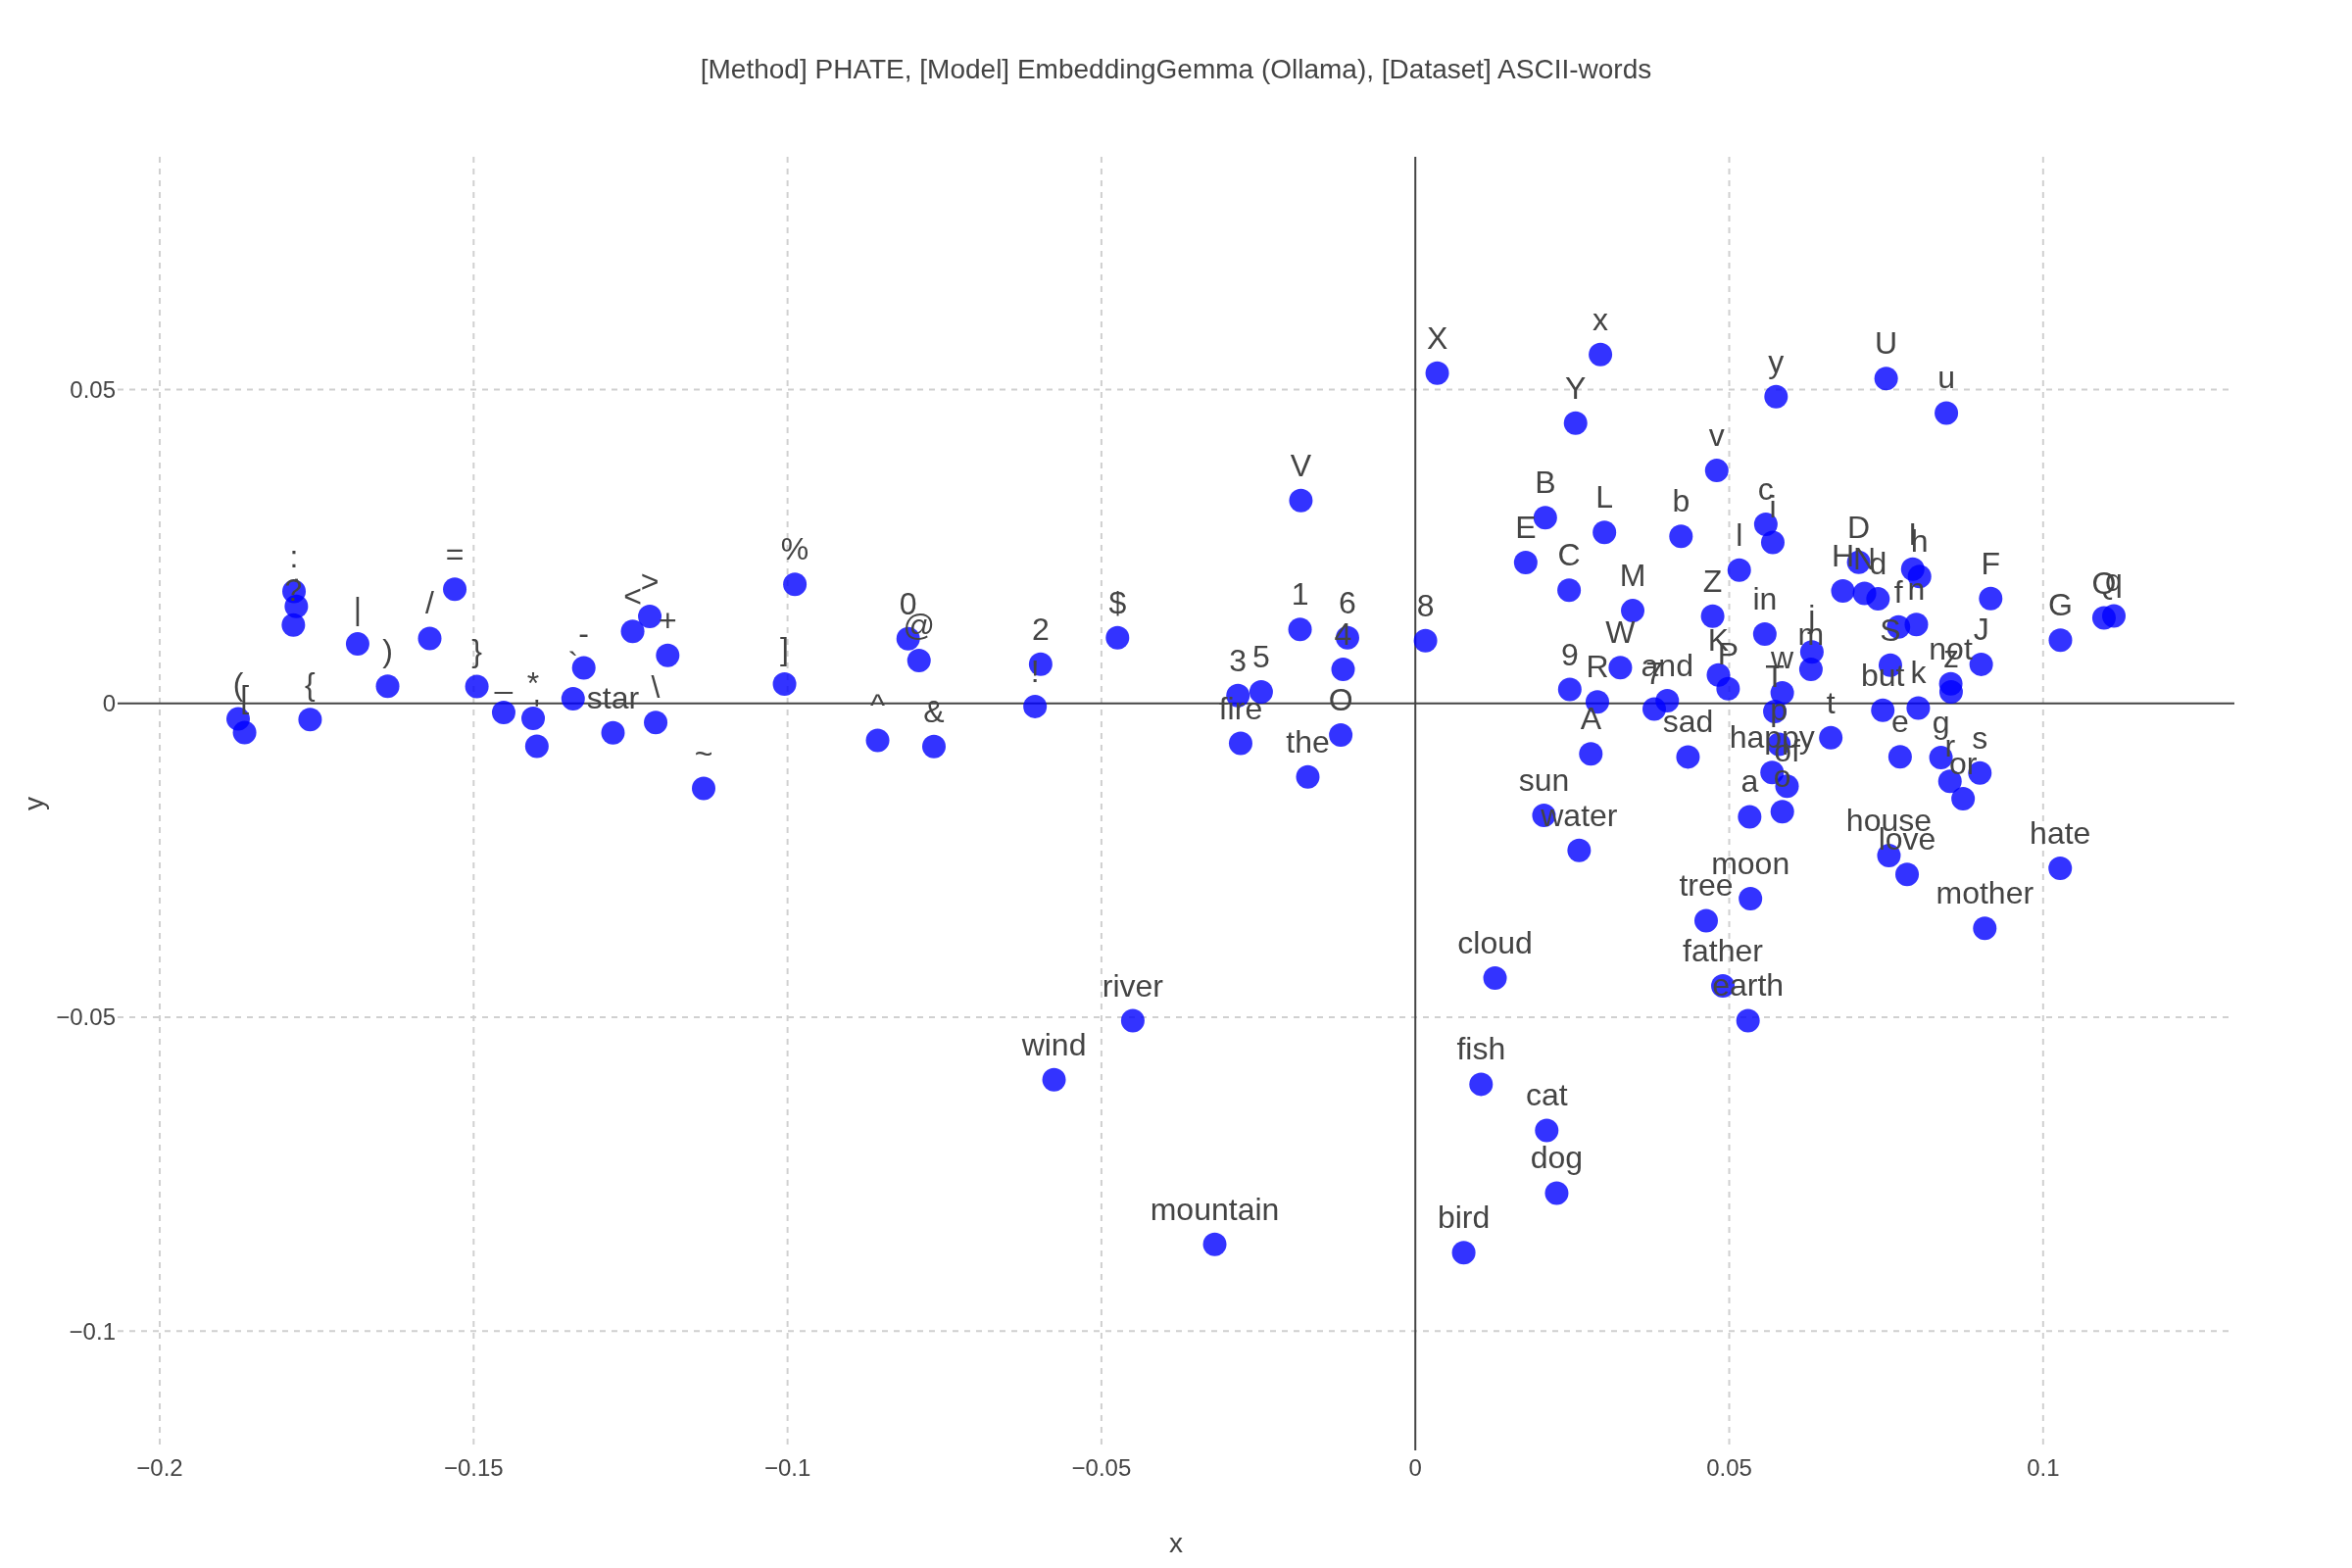 [Method] PHATE, [Model] EmbeddingGemma (Ollama), [Dataset] ASCII-words
x
X
U
y
u
Y
0.05
v
V
B
c
L
b
E
D
l
h
%
:
=
C
F
H
N
d
M
>
Z
<
f
n
q
Q
1
in
/
$
6
8
0
G
|
+
@
2
j
J
S
4
W
m
-
K
)
}
]
3
5
9
P
w
not
z
R
and
7
but
k
(
[
{
_
*
star
\
0
^
&
fire
O
T
t
A
sad
p
e
g
~
the
happy
of
r
s
or
sun
a
o
y
water
house
love
hate
moon
tree
mother
cloud
father
river
earth
−0.05
wind
fish
cat
dog
mountain
bird
−0.1
−0.2
−0.15
−0.1
−0.05
0
0.05
0.1
x